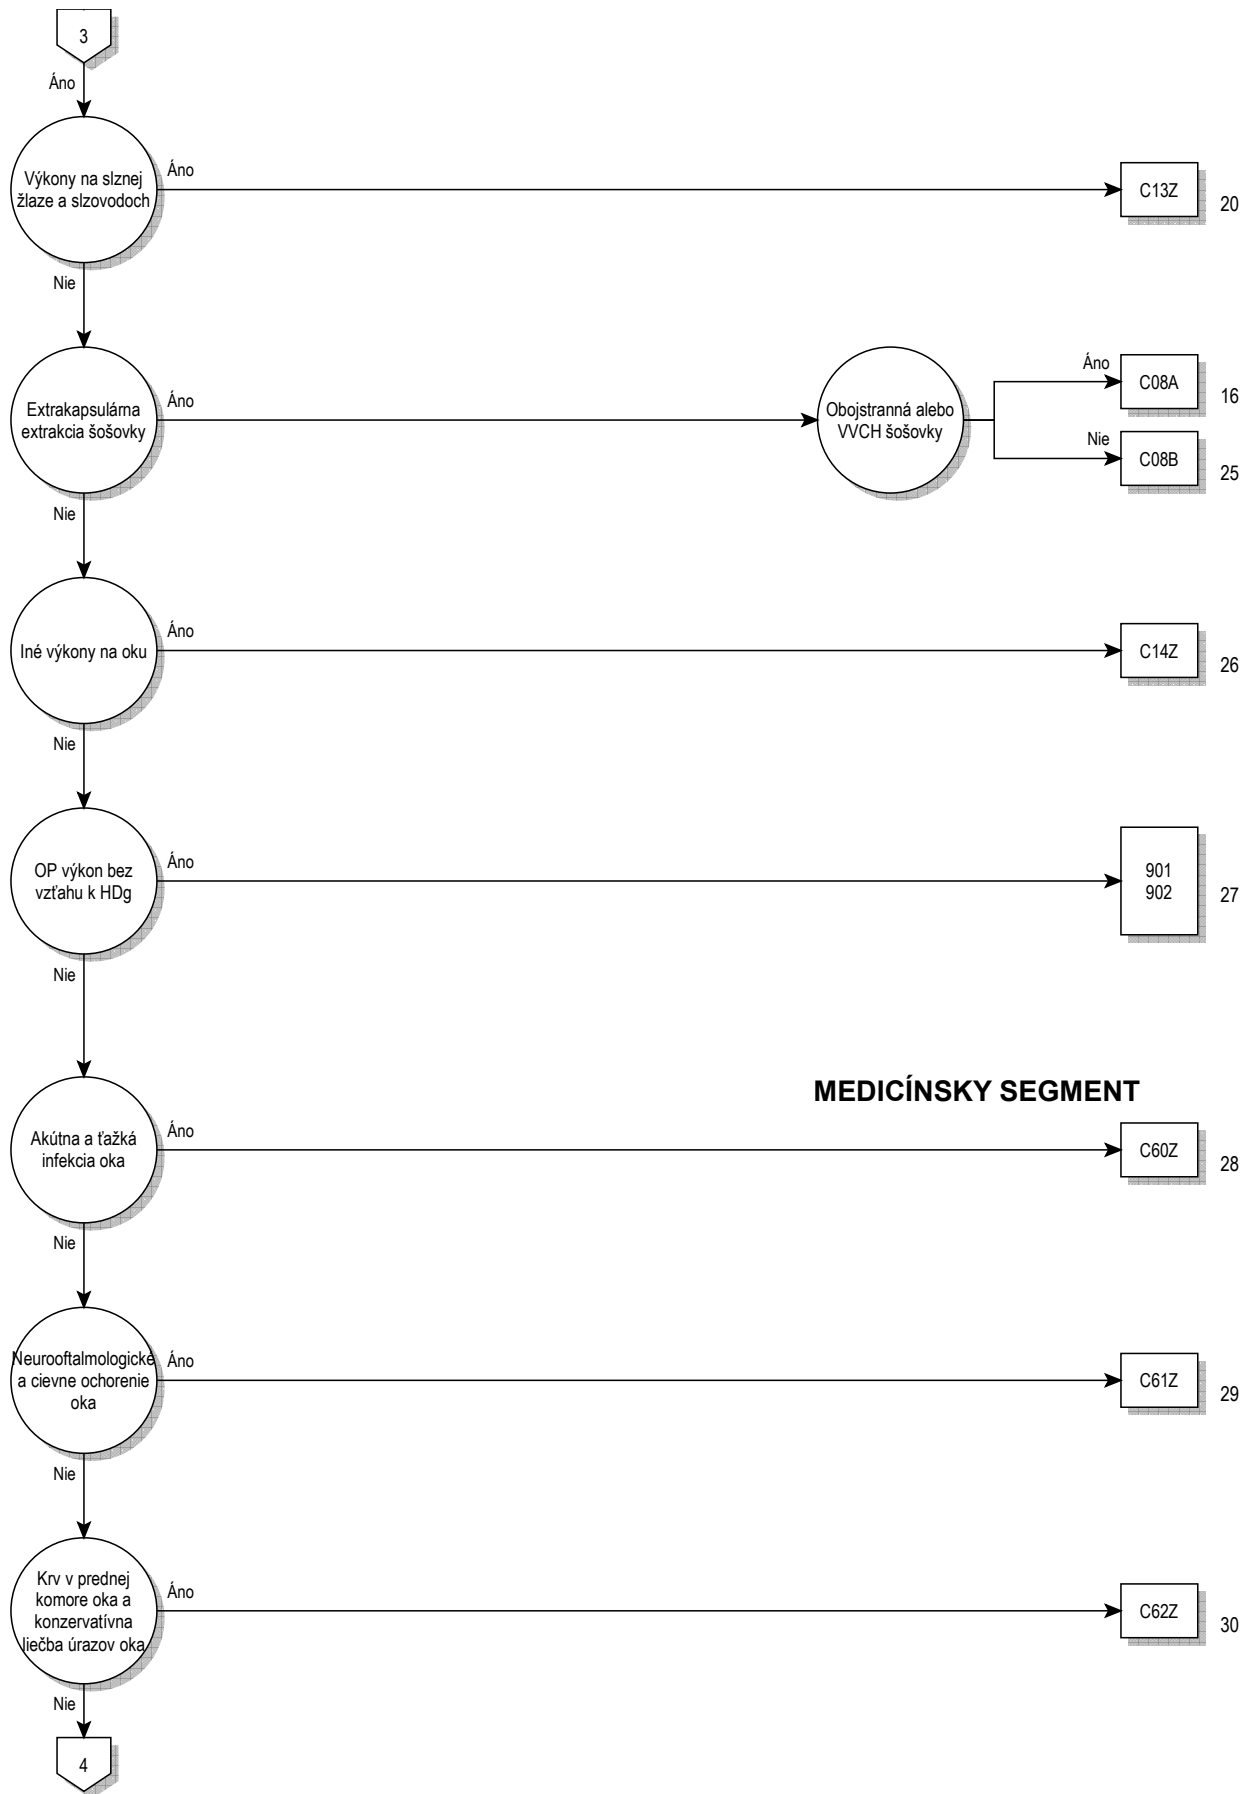 3
Áno
Výkony na slznej
žlaze a slzovodoch
Áno
C13Z
20
Nie
Extrakapsulárna
extrakcia šošovky
Áno
Obojstranná alebo
VVCH šošovky
Áno
C08A
16
Nie
C08B
25
Nie
Iné výkony na oku
Áno
C14Z
26
Nie
OP výkon bez
vzťahu k HDg
Áno
901
902
27
Nie
MEDICÍNSKY SEGMENT
Akútna a ťažká
infekcia oka
Áno
C60Z
28
Nie
Neurooftalmologické
a cievne ochorenie
oka
Áno
C61Z
29
Nie
Krv v prednej
komore oka a
konzervatívna
liečba úrazov oka
Áno
C62Z
30
Nie
4